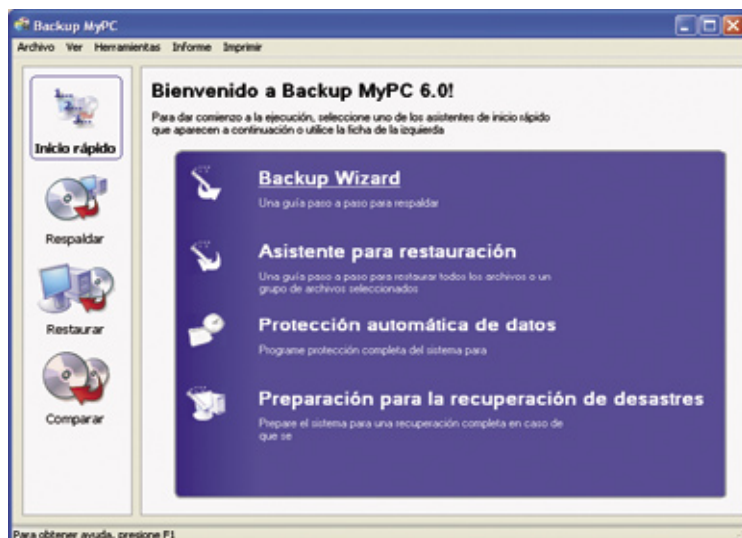 Backup MyPC
Archivo Ver Herramientas Informe Imprimir
Inicio rápido
Respaldar
Restaurar
Comparar
Bienvenido a Backup MyPC 6.0!
Para dar comienzo a la ejecución, seleccione uno de los asistentes de inicio rápido
que aparecen a continuación o utilice la ficha de la izquierda
Backup Wizard
Una guía paso a paso para respaldar
Asistente para restauración
Una guía paso a paso para restaurar todos los archivos o un
grupo de archivos seleccionados
Protección automática de datos
Programe protección completa del sistema para
Preparación para la recuperación de desastres
Prepare el sistema para una recuperación completa en caso de
que se
Para obtener ayuda, presione F1